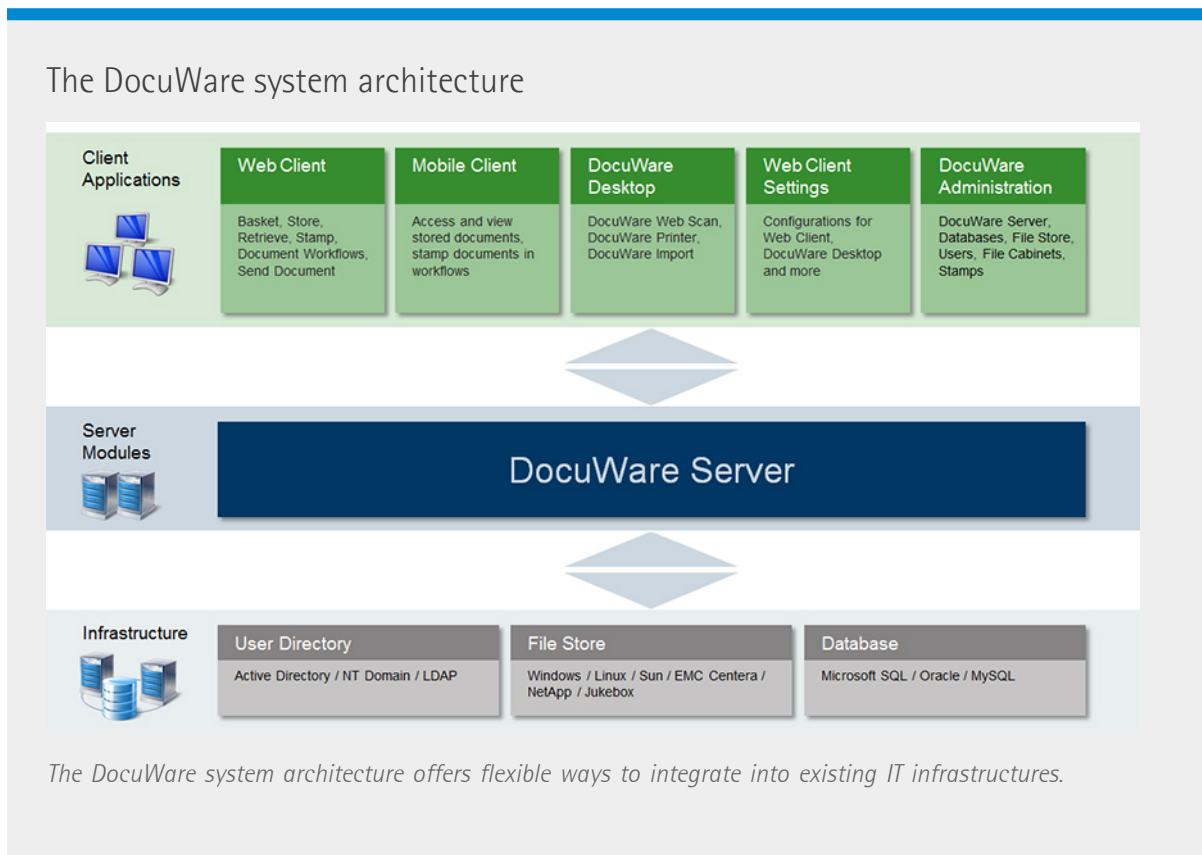 The DocuWare system architecture
Client
Applications
Web Client
Basket, Store,
Retrieve, Stamp,
Document Workflows,
Send Document
Mobile Client
Access and view
stored documents,
stamp documents in
workflows
DocuWare
Desktop
DocuWare Web Scan,
DocuWare Printer,
DocuWare Import
Web Client
Settings
Configurations for
Web Client,
DocuWare Desktop
and more
DocuWare
Administration
DocuWare Server,
Databases, File Store,
Users, File Cabinets,
Stamps
Server
Modules
DocuWare Server
Infrastructure
User Directory
Active Directory / NT Domain / LDAP
File Store
Windows / Linux / Sun / EMC Centera /
NetApp / Jukebox
Database
Microsoft SQL / Oracle / MySQL
The DocuWare system architecture offers flexible ways to integrate into existing IT infrastructures.